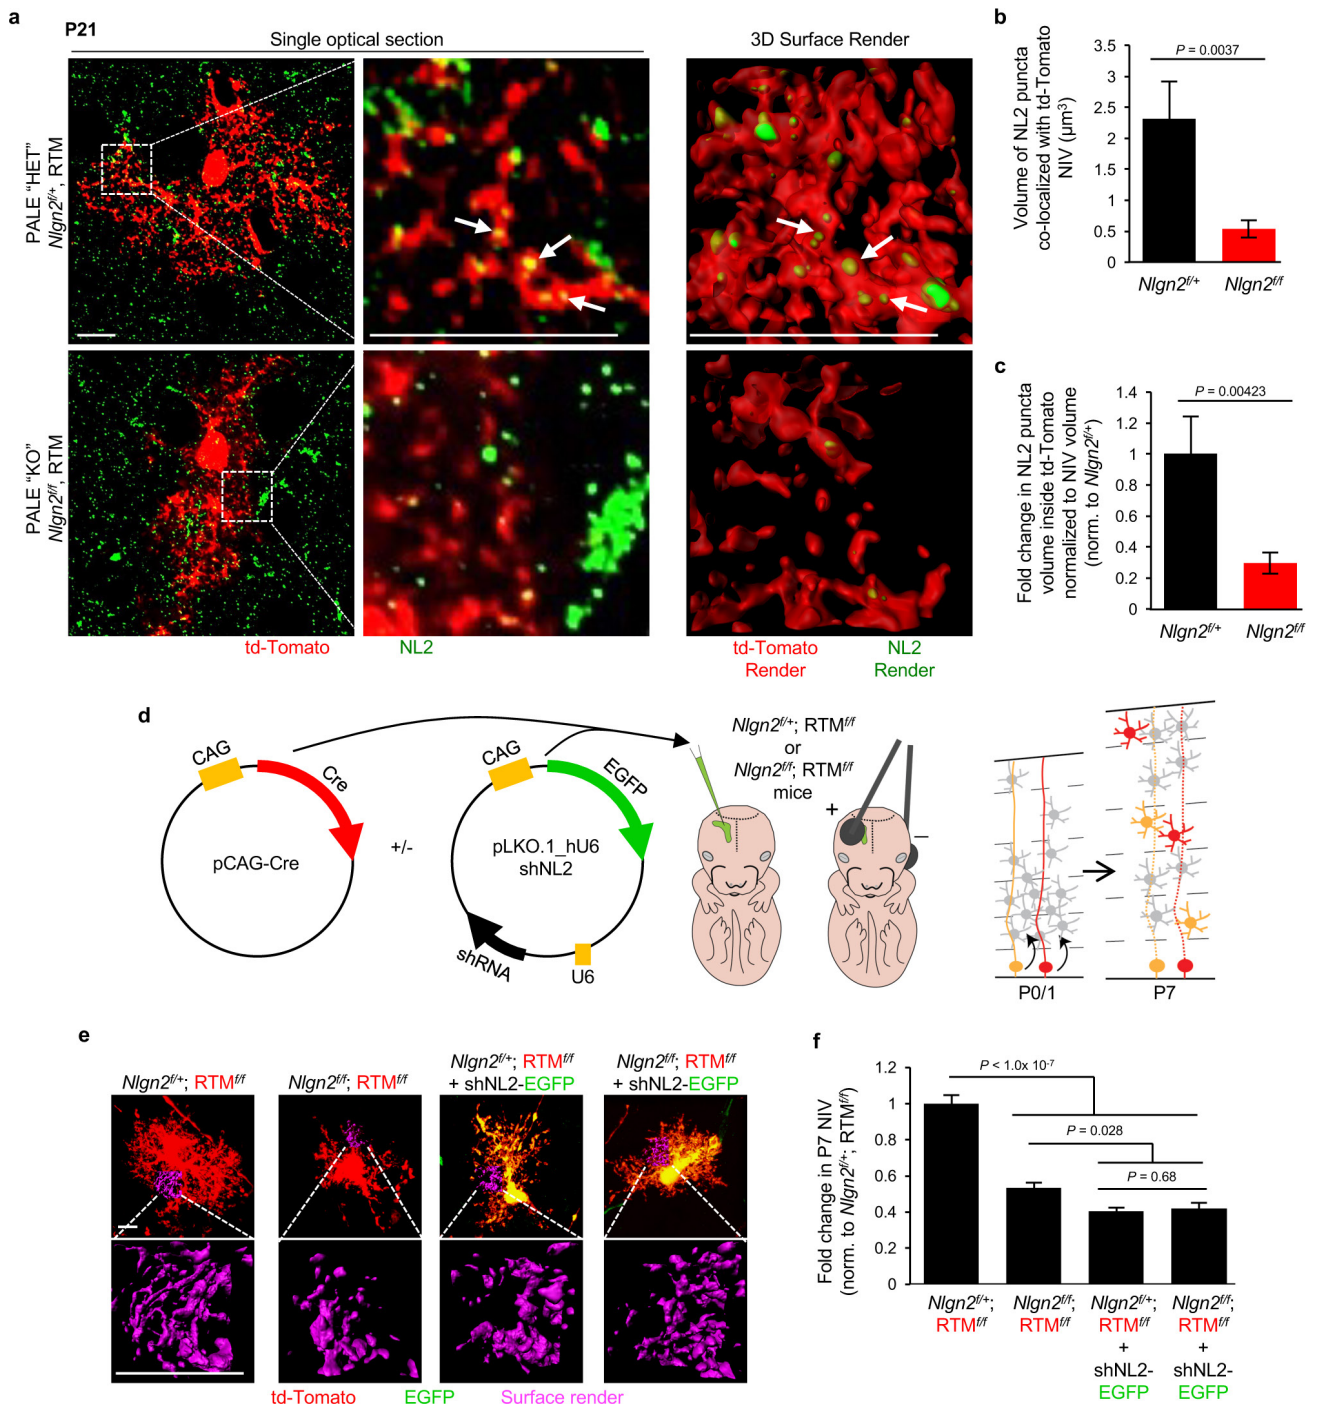 a
P21
Single optical section
3D Surface Render
PALE “HET”
Nlgn2f/+, RTM
PALE “KO”
Nlgn2f/f, RTM
td-Tomato
NL2
td-Tomato
Render
NL2
Render
b
Volume of NL2 puncta
co-localized with td-Tomato
NIV (µm³)
3.5
3
2.5
2
1.5
1
0.5
0
P = 0.0037
Nlgn2f/+
Nlgn2f/f
c
Fold change in NL2 puncta
volume inside td-Tomato
normalized to NIV volume
(norm. to Nlgn2f/+)
1.4
1.2
1
0.8
0.6
0.4
0.2
0
P = 0.00423
Nlgn2f/+
Nlgn2f/f
d
CAG
Cre
pCAG-Cre
+/-
CAG
EGFP
pLKO.1_hU6
shNL2
shRNA
U6
Nlgn2f/+; RTMf/f
or
Nlgn2f/f; RTMf/f
mice
+
–
P0/1
P7
e
Nlgn2f/+; RTMf/f
Nlgn2f/f; RTMf/f
Nlgn2f/+; RTMf/f
+ shNL2-EGFP
Nlgn2f/f; RTMf/f
+ shNL2-EGFP
td-Tomato
EGFP
Surface render
f
Fold change in P7 NIV
(norm. to Nlgn2f/+; RTMf/f)
1.2
1
0.8
0.6
0.4
0.2
0
P < 1.0x 10-7
P = 0.028
P = 0.68
Nlgn2f/+;
RTMf/f
Nlgn2f/f;
RTMf/f
Nlgn2f/+;
RTMf/f
+
shNL2-
EGFP
Nlgn2f/f;
RTMf/f
+
shNL2-
EGFP